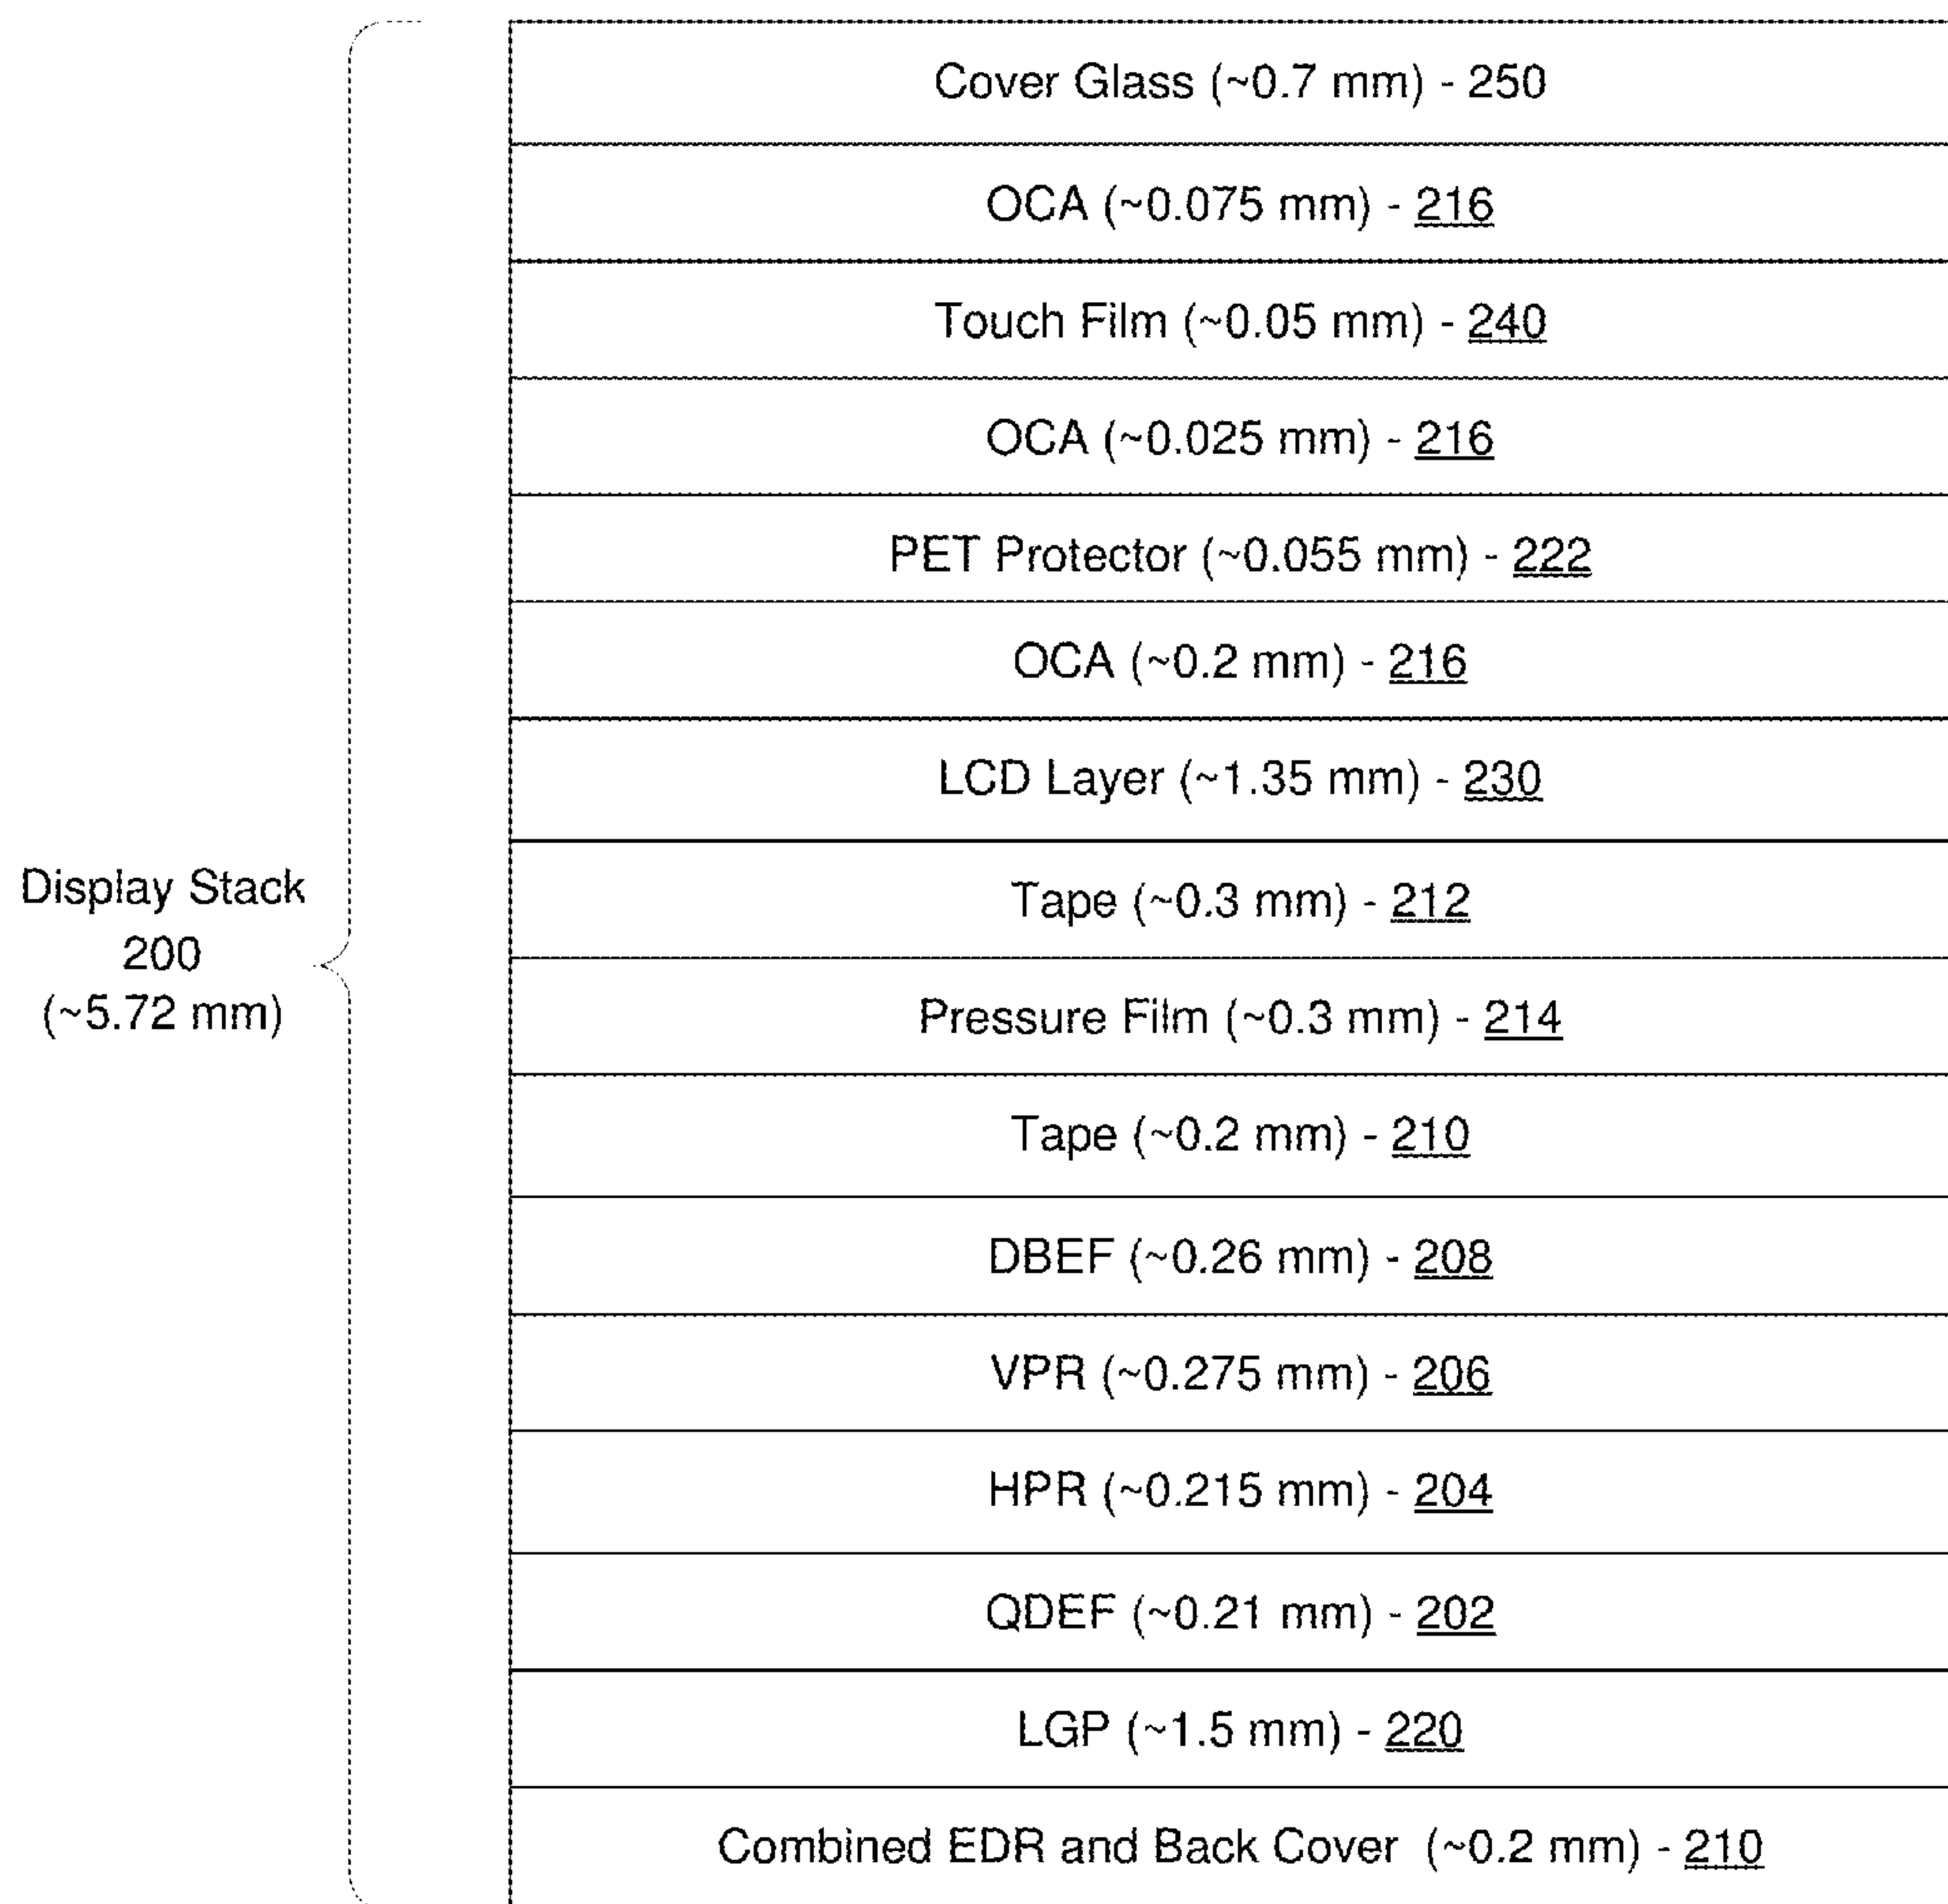 Cover Glass (~0.7 mm) - 250
OCA (~0.075 mm) - 216
Touch Film (~0.05 mm) - 240
OCA (~0.025 mm) - 216
PET Protector (~0.055 mm) - 222
OCA (~0.2 mm) - 216
LCD Layer (~1.35 mm) - 230
Display Stack
200
(~5.72 mm)
Tape (~0.3 mm) - 212
Pressure Film (~0.3 mm) - 214
Tape (~0.2 mm) - 210
DBEF (~0.26 mm) - 208
VPR (~0.275 mm) - 206
HPR (~0.215 mm) - 204
QDEF (~0.21 mm) - 202
LGP (~1.5 mm) - 220
Combined EDR and Back Cover (~0.2 mm) - 210